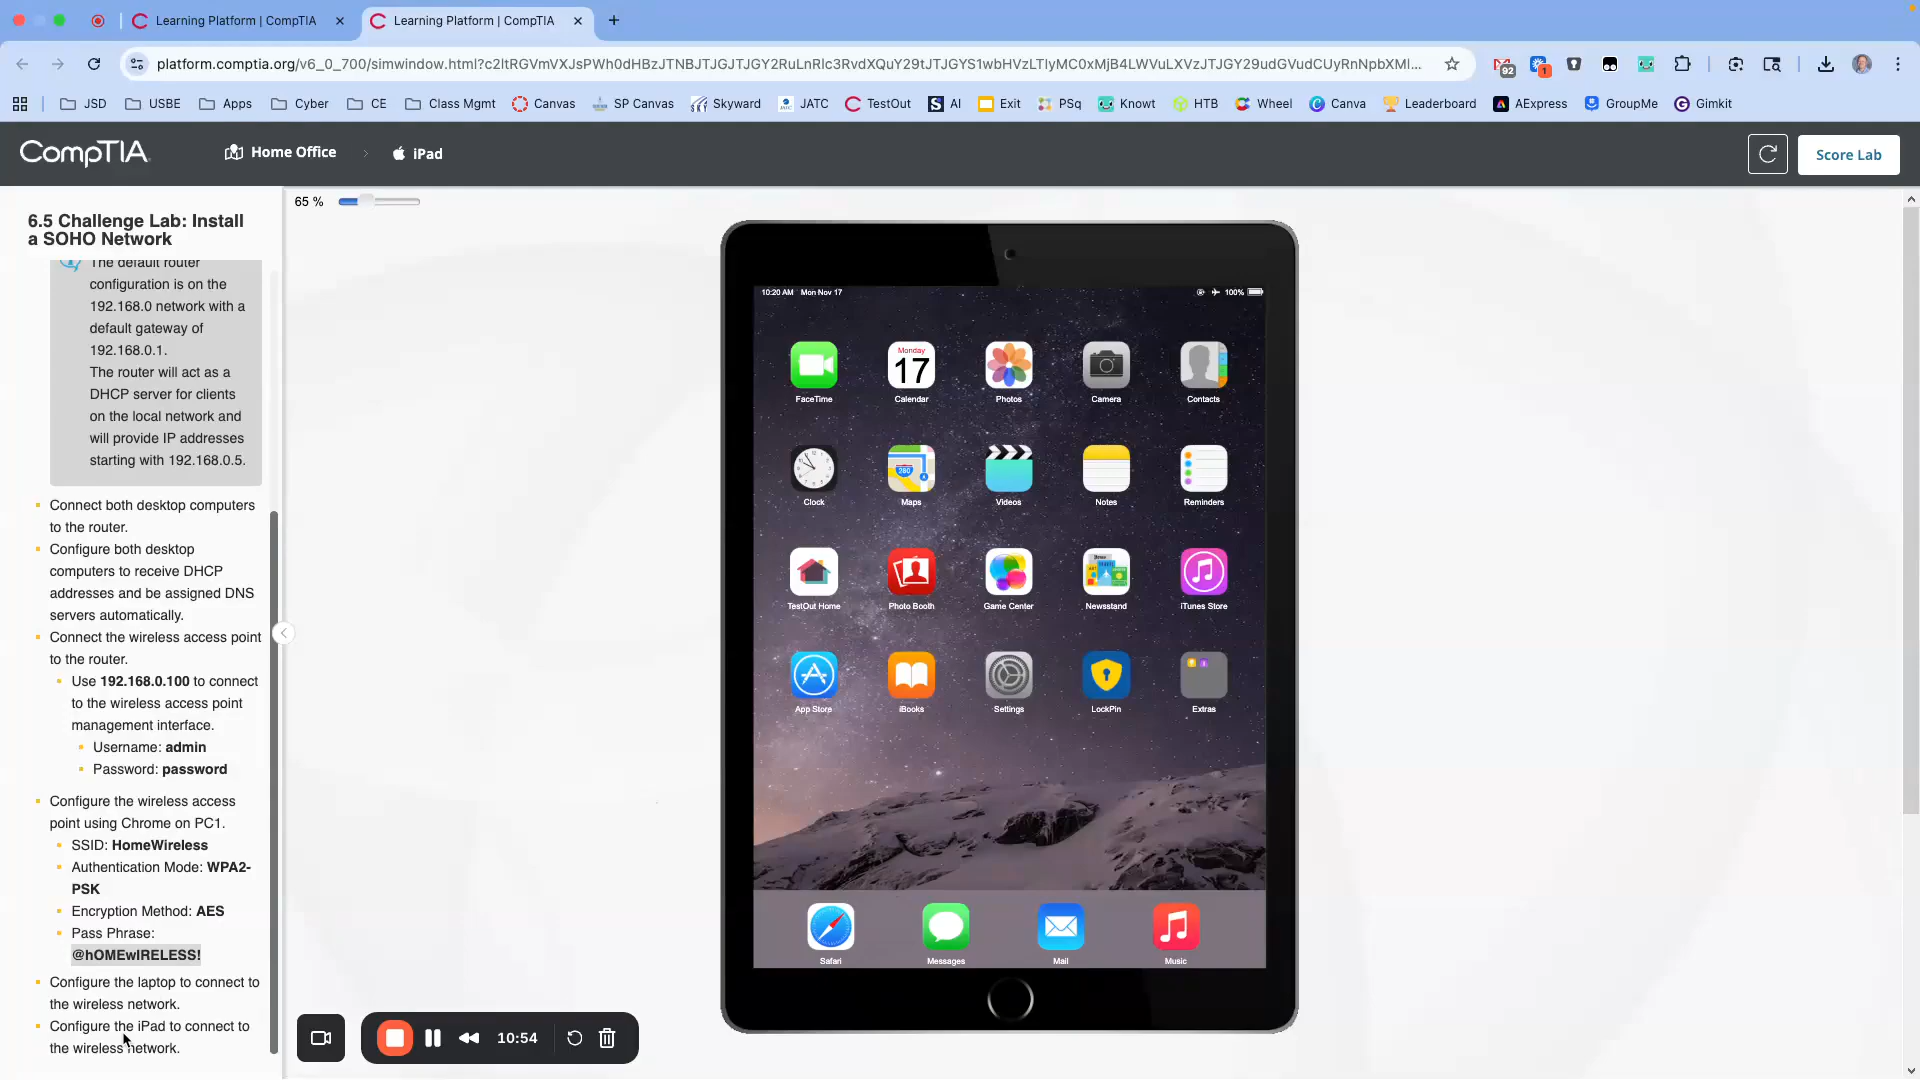 Learning Platform | CompTIA
Learning Platform | CompTIA
platform.comptia.org/v6_0_700/simwindow.html?c2ltRGVmVXJsPWh0dHBzJTNBJTJGJTJGY2RuLnRlc3RvdXQuY29tJTJGYS1wbHVzLTIyMC0xMjB4LWVuLXVzJTJGY29udGVudCUyRnNpbXMl...
92
1
JSD
USBE
Apps
Cyber
CE
Class Mgmt
Canvas
SP Canvas
Skyward
JATC
TestOut
AI
Exit
PSq
Knowt
HTB
Wheel
Canva
Leaderboard
AExpress
GroupMe
Gimkit
CompTIA.
Home Office
iPad
Score Lab
65 %
6.5 Challenge Lab: Install
a SOHO Network
The default router
configuration is on the
192.168.0 network with a
default gateway of
192.168.0.1.
The router will act as a
DHCP server for clients
on the local network and
will provide IP addresses
starting with 192.168.0.5.
Connect both desktop computers
to the router.
Configure both desktop
computers to receive DHCP
addresses and be assigned DNS
servers automatically.
Connect the wireless access point
to the router.
Use 192.168.0.100 to connect
to the wireless access point
management interface.
Username: admin
Password: password
Configure the wireless access
point using Chrome on PC1.
SSID: HomeWireless
Authentication Mode: WPA2-
PSK
Encryption Method: AES
Pass Phrase:
@hOMEwIRELESS!
Configure the laptop to connect to
the wireless network.
Configure the iPad to connect to
the wireless network.
10:20 AM Mon Nov 17
100%
Monday
17
FaceTime
Calendar
Photos
Camera
Contacts
280
Clock
Maps
Videos
Notes
Reminders
TestOut Home
Photo Booth
Game Center
Newsstand
iTunes Store
App Store
iBooks
Settings
LockPin
Extras
Safari
Messages
Mail
Music
10:54